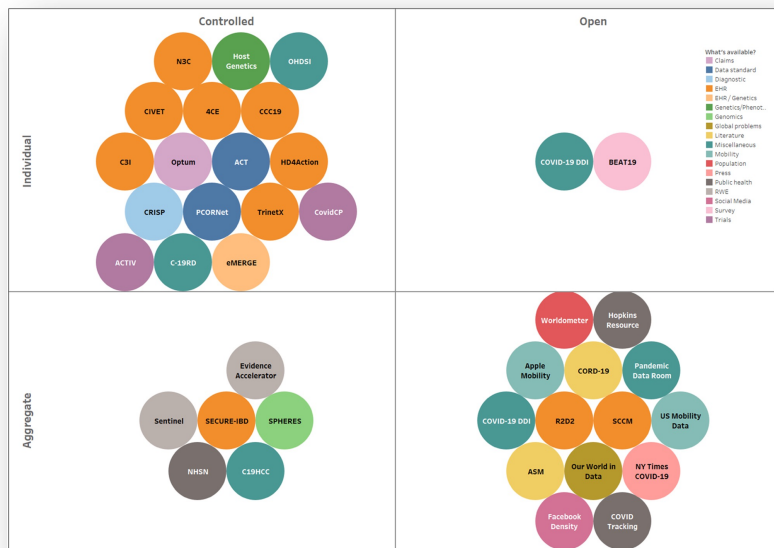 Controlled
Open
Individual
N3C
Host
Genetics
OHDSI
CIVET
4CE
CCC19
C3I
Optum
ACT
HD4Action
CRISP
PCORNet
TrinetX
CovidCP
ACTIV
C-19RD
eMERGE
COVID-19 DDI
BEAT19
What's available?
Claims
Data standard
Diagnostic
EHR
EHR / Genetics
Genetics/Phenot..
Genomics
Global problems
Literature
Miscellaneous
Mobility
Population
Press
Public health
RWE
Social Media
Survey
Trials
Aggregate
Evidence
Accelerator
Sentinel
SECURE-IBD
SPHERES
NHSN
C19HCC
Worldometer
Hopkins
Resource
Apple
Mobility
CORD-19
Pandemic
Data Room
COVID-19 DDI
R2D2
SCCM
US Mobility
Data
ASM
Our World in
Data
NY Times
COVID-19
Facebook
Density
COVID
Tracking